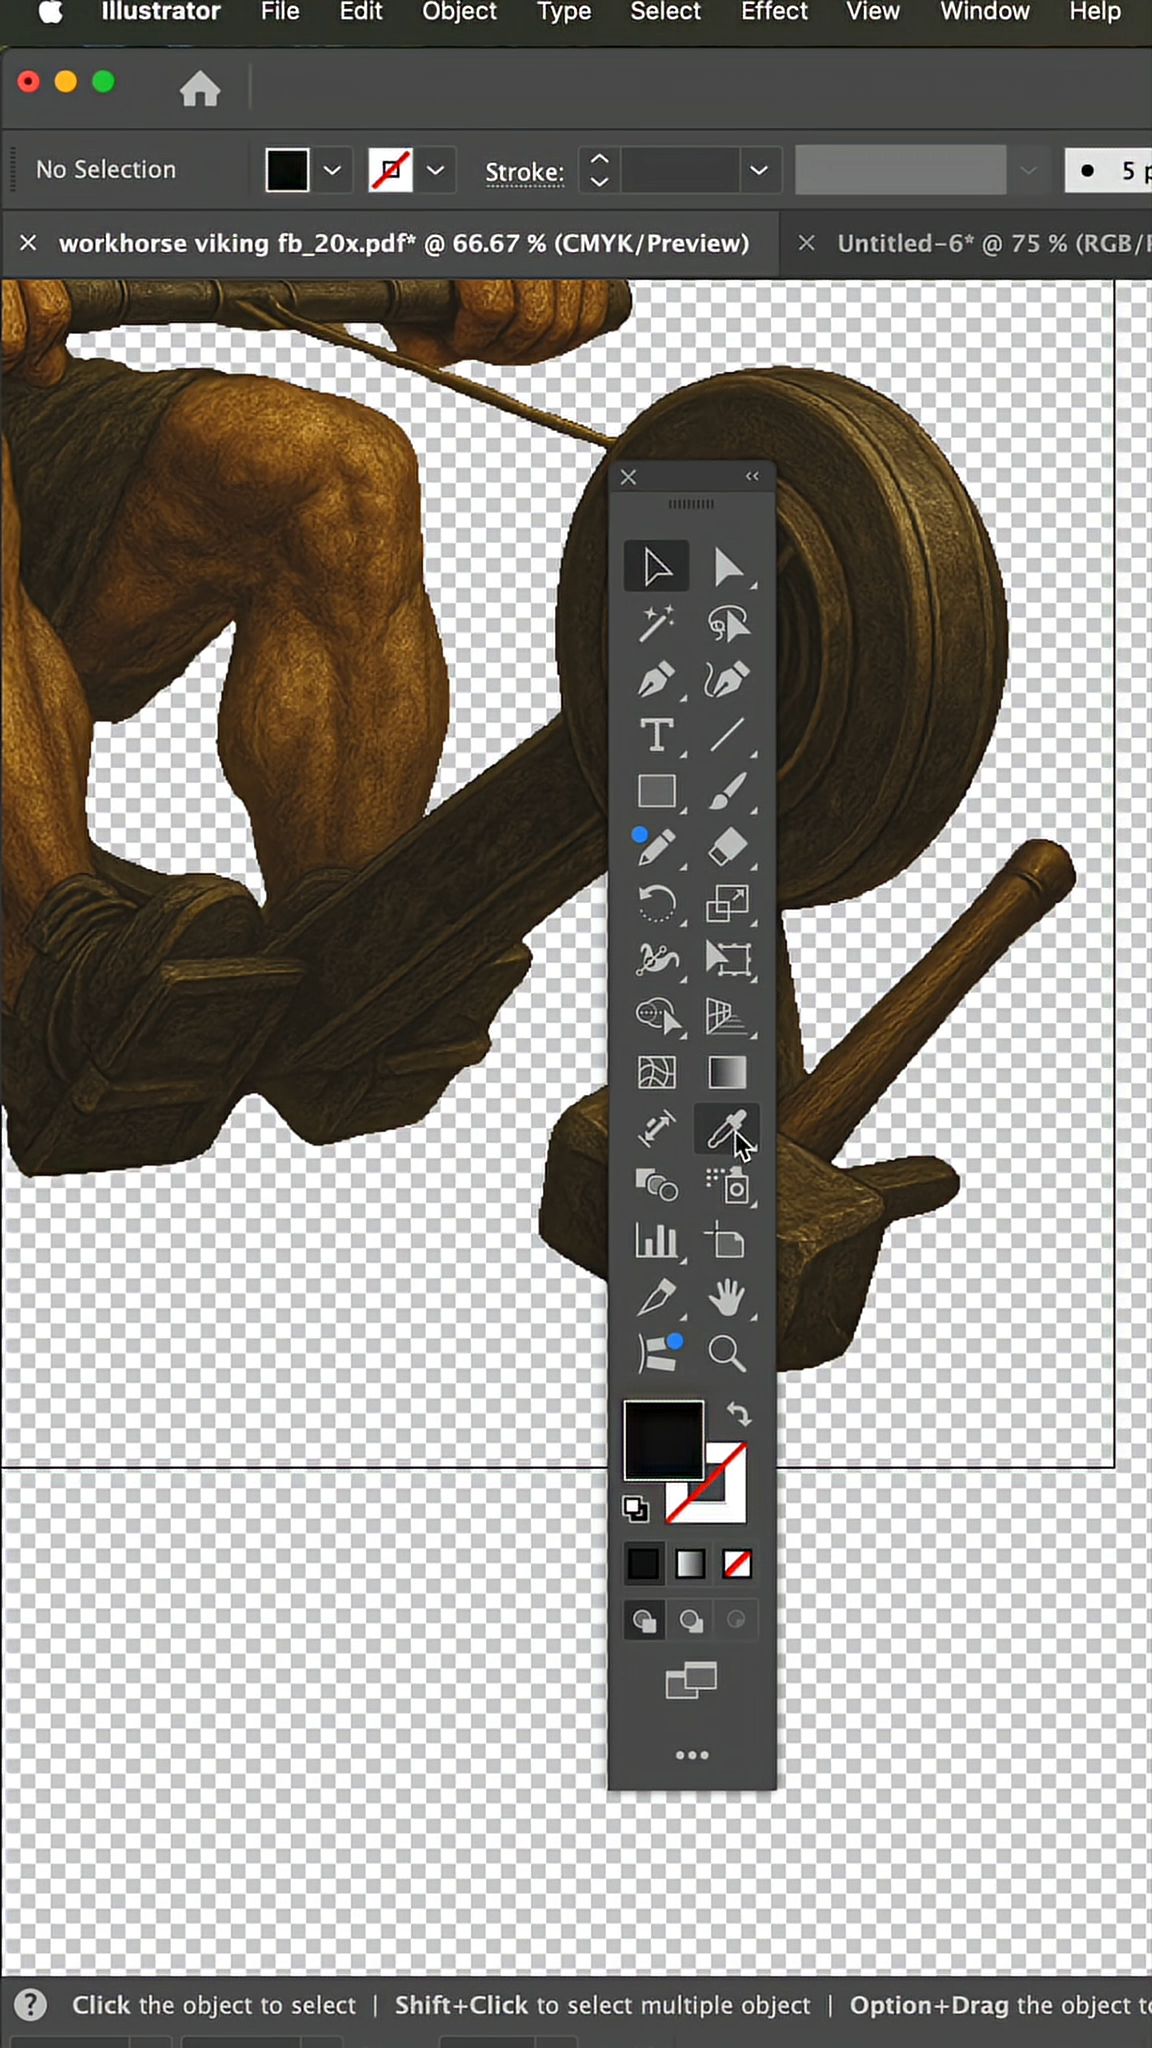 Illustrator File Edit Object Type Select Effect View Window Help
No Selection Stroke: 5
workhorse viking fb_20x.pdf* @ 66.67 % (CMYK/Preview) Untitled-6* @ 75 % (RGB/
Click the object to select | Shift+Click to select multiple object | Option+Drag the object